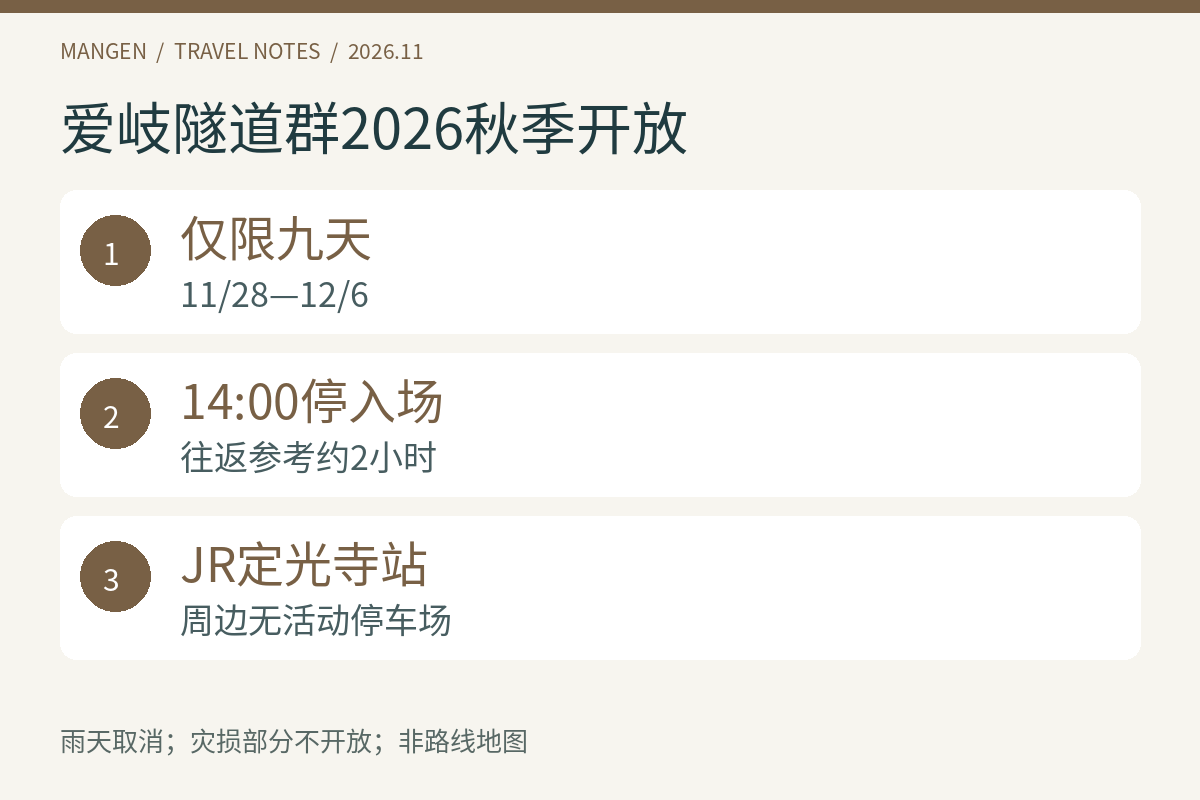 MANGEN / TRAVEL NOTES / 2026.11
爱岐隧道群2026秋季开放
1
仅限九天
11/28—12/6
2
14:00停入场
往返参考约2小时
3
JR定光寺站
周边无活动停车场
雨天取消；灾损部分不开放；非路线地图